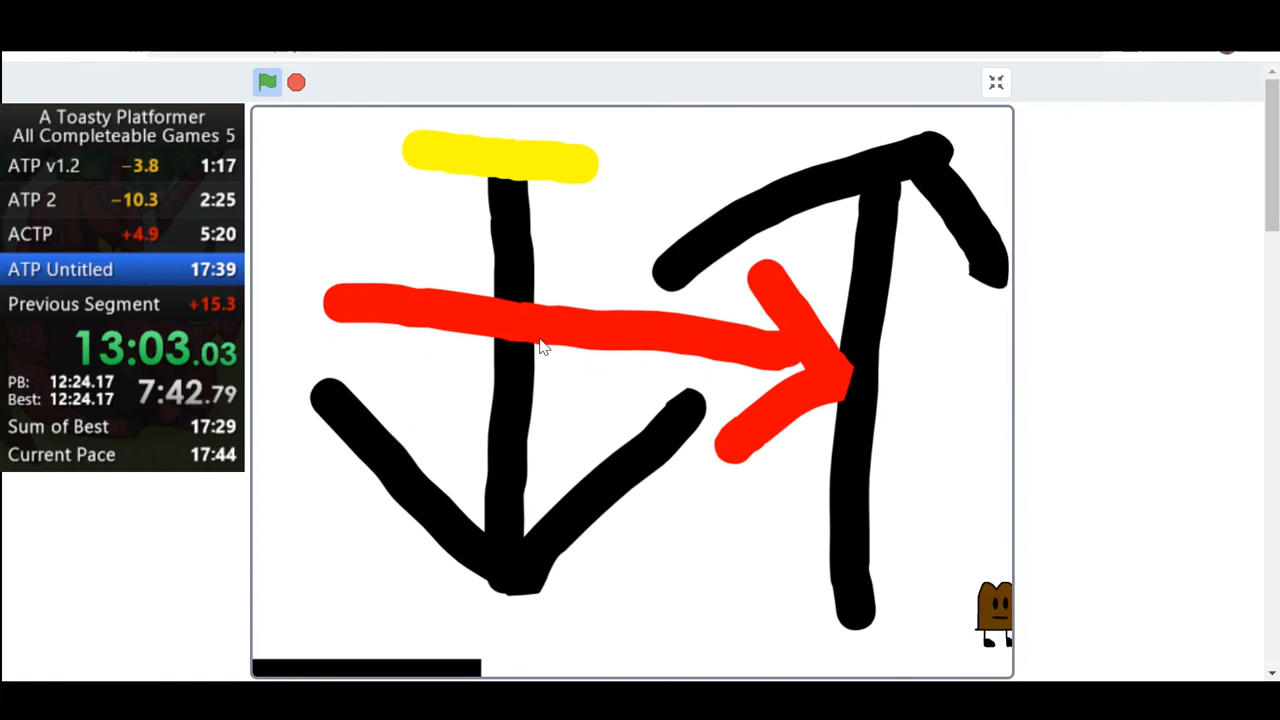 A Toasty Platformer
All Completeable Games 5
ATP v1.2 −3.8 1:17
ATP 2 −10.3 2:25
ACTP +4.9 5:20
ATP Untitled 17:39
Previous Segment +15.3
13:03.03
PB: 12:24.17
Best: 12:24.17
7:42.79
Sum of Best 17:29
Current Pace 17:44